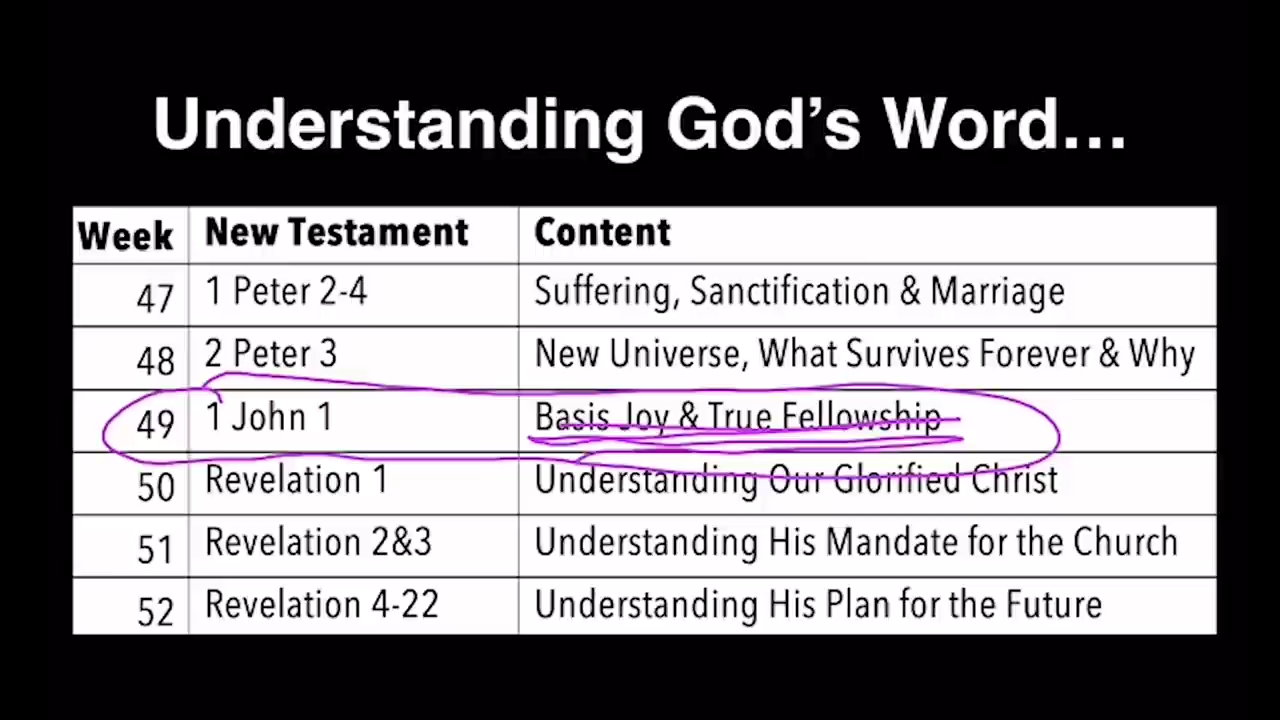 Understanding God’s Word…
Week New Testament Content
47 1 Peter 2-4 Suffering, Sanctification & Marriage
48 2 Peter 3 New Universe, What Survives Forever & Why
49 1 John 1 Basis Joy & True Fellowship
50 Revelation 1 Understanding Our Glorified Christ
51 Revelation 2&3 Understanding His Mandate for the Church
52 Revelation 4-22 Understanding His Plan for the Future